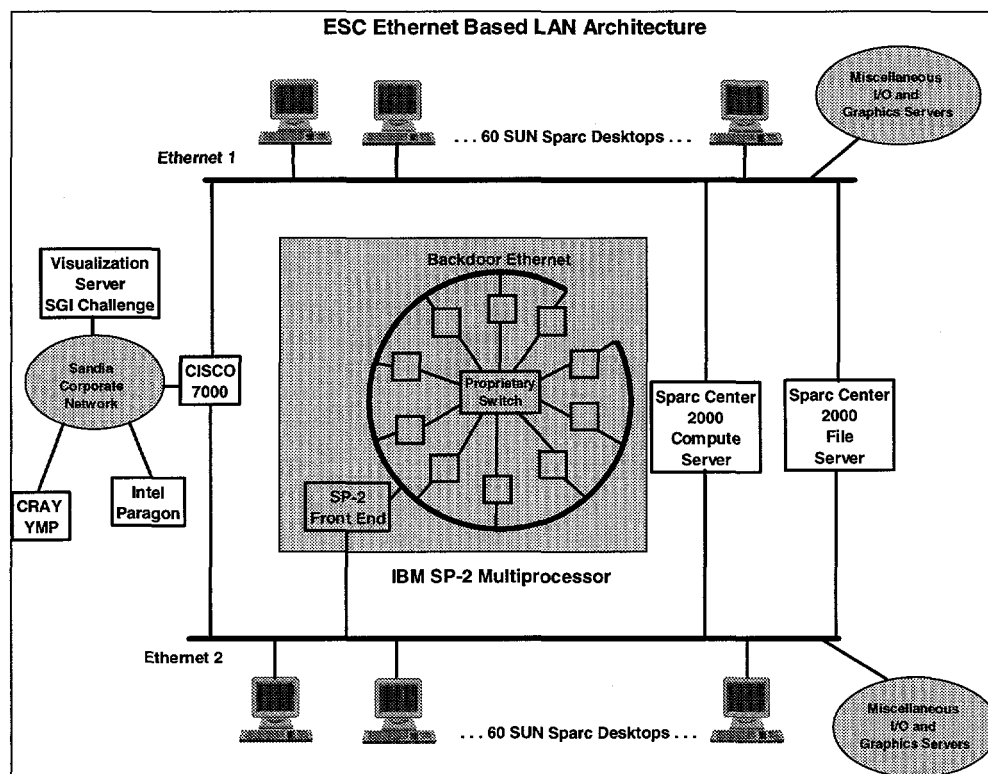 ESC Ethernet Based LAN Architecture
Miscellaneous
I/O and
Graphics Servers
. . . 60 SUN Sparc Desktops . . .
Ethernet 1
Backdoor Ethernet
Visualization
Server
SGI Challenge
Sandia
Corporate
Network
CISCO
7000
Proprietary
Switch
Sparc Center
2000
Compute
Server
Sparc Center
2000
File
Server
CRAY
YMP
Intel
Paragon
SP-2
Front End
IBM SP-2 Multiprocessor
Ethernet 2
. . . 60 SUN Sparc Desktops . . .
Miscellaneous
I/O and
Graphics Servers